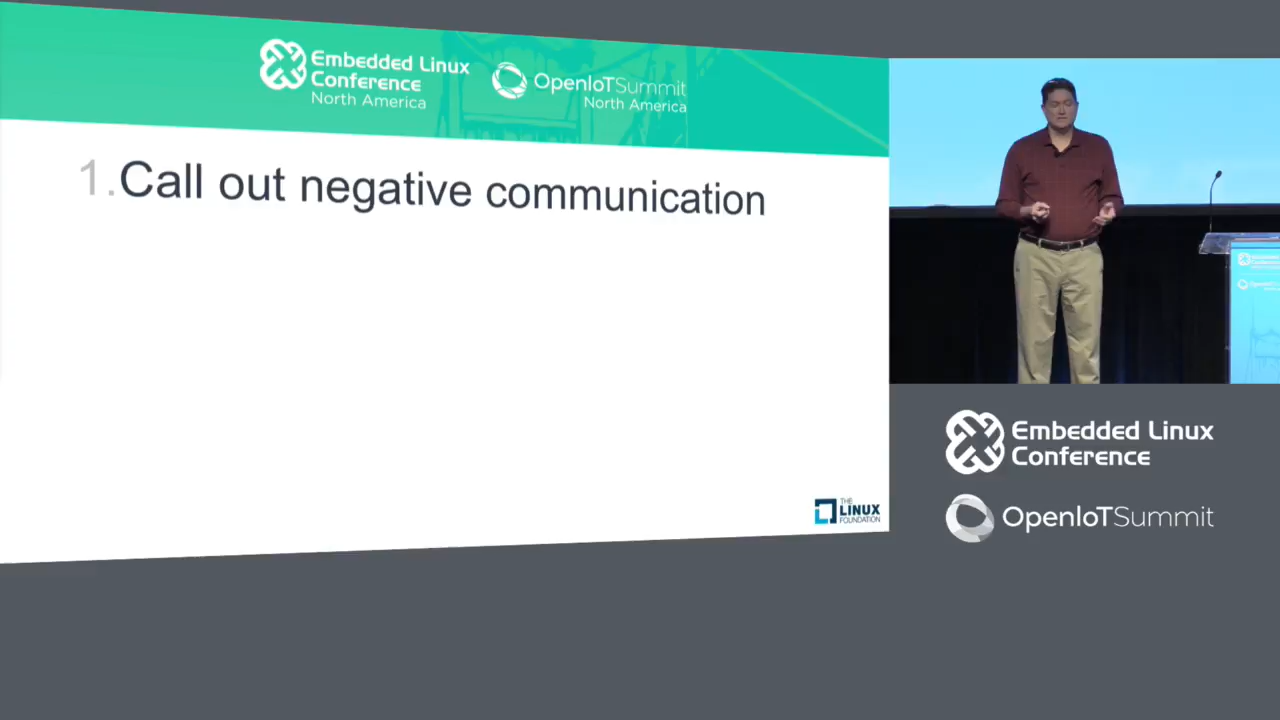 Embedded Linux
Conference
North America
OpenIoTSummit
North America
1. Call out negative communication
THE
LINUX
FOUNDATION
Embedded Linux
Conference
OpenIoTSummit